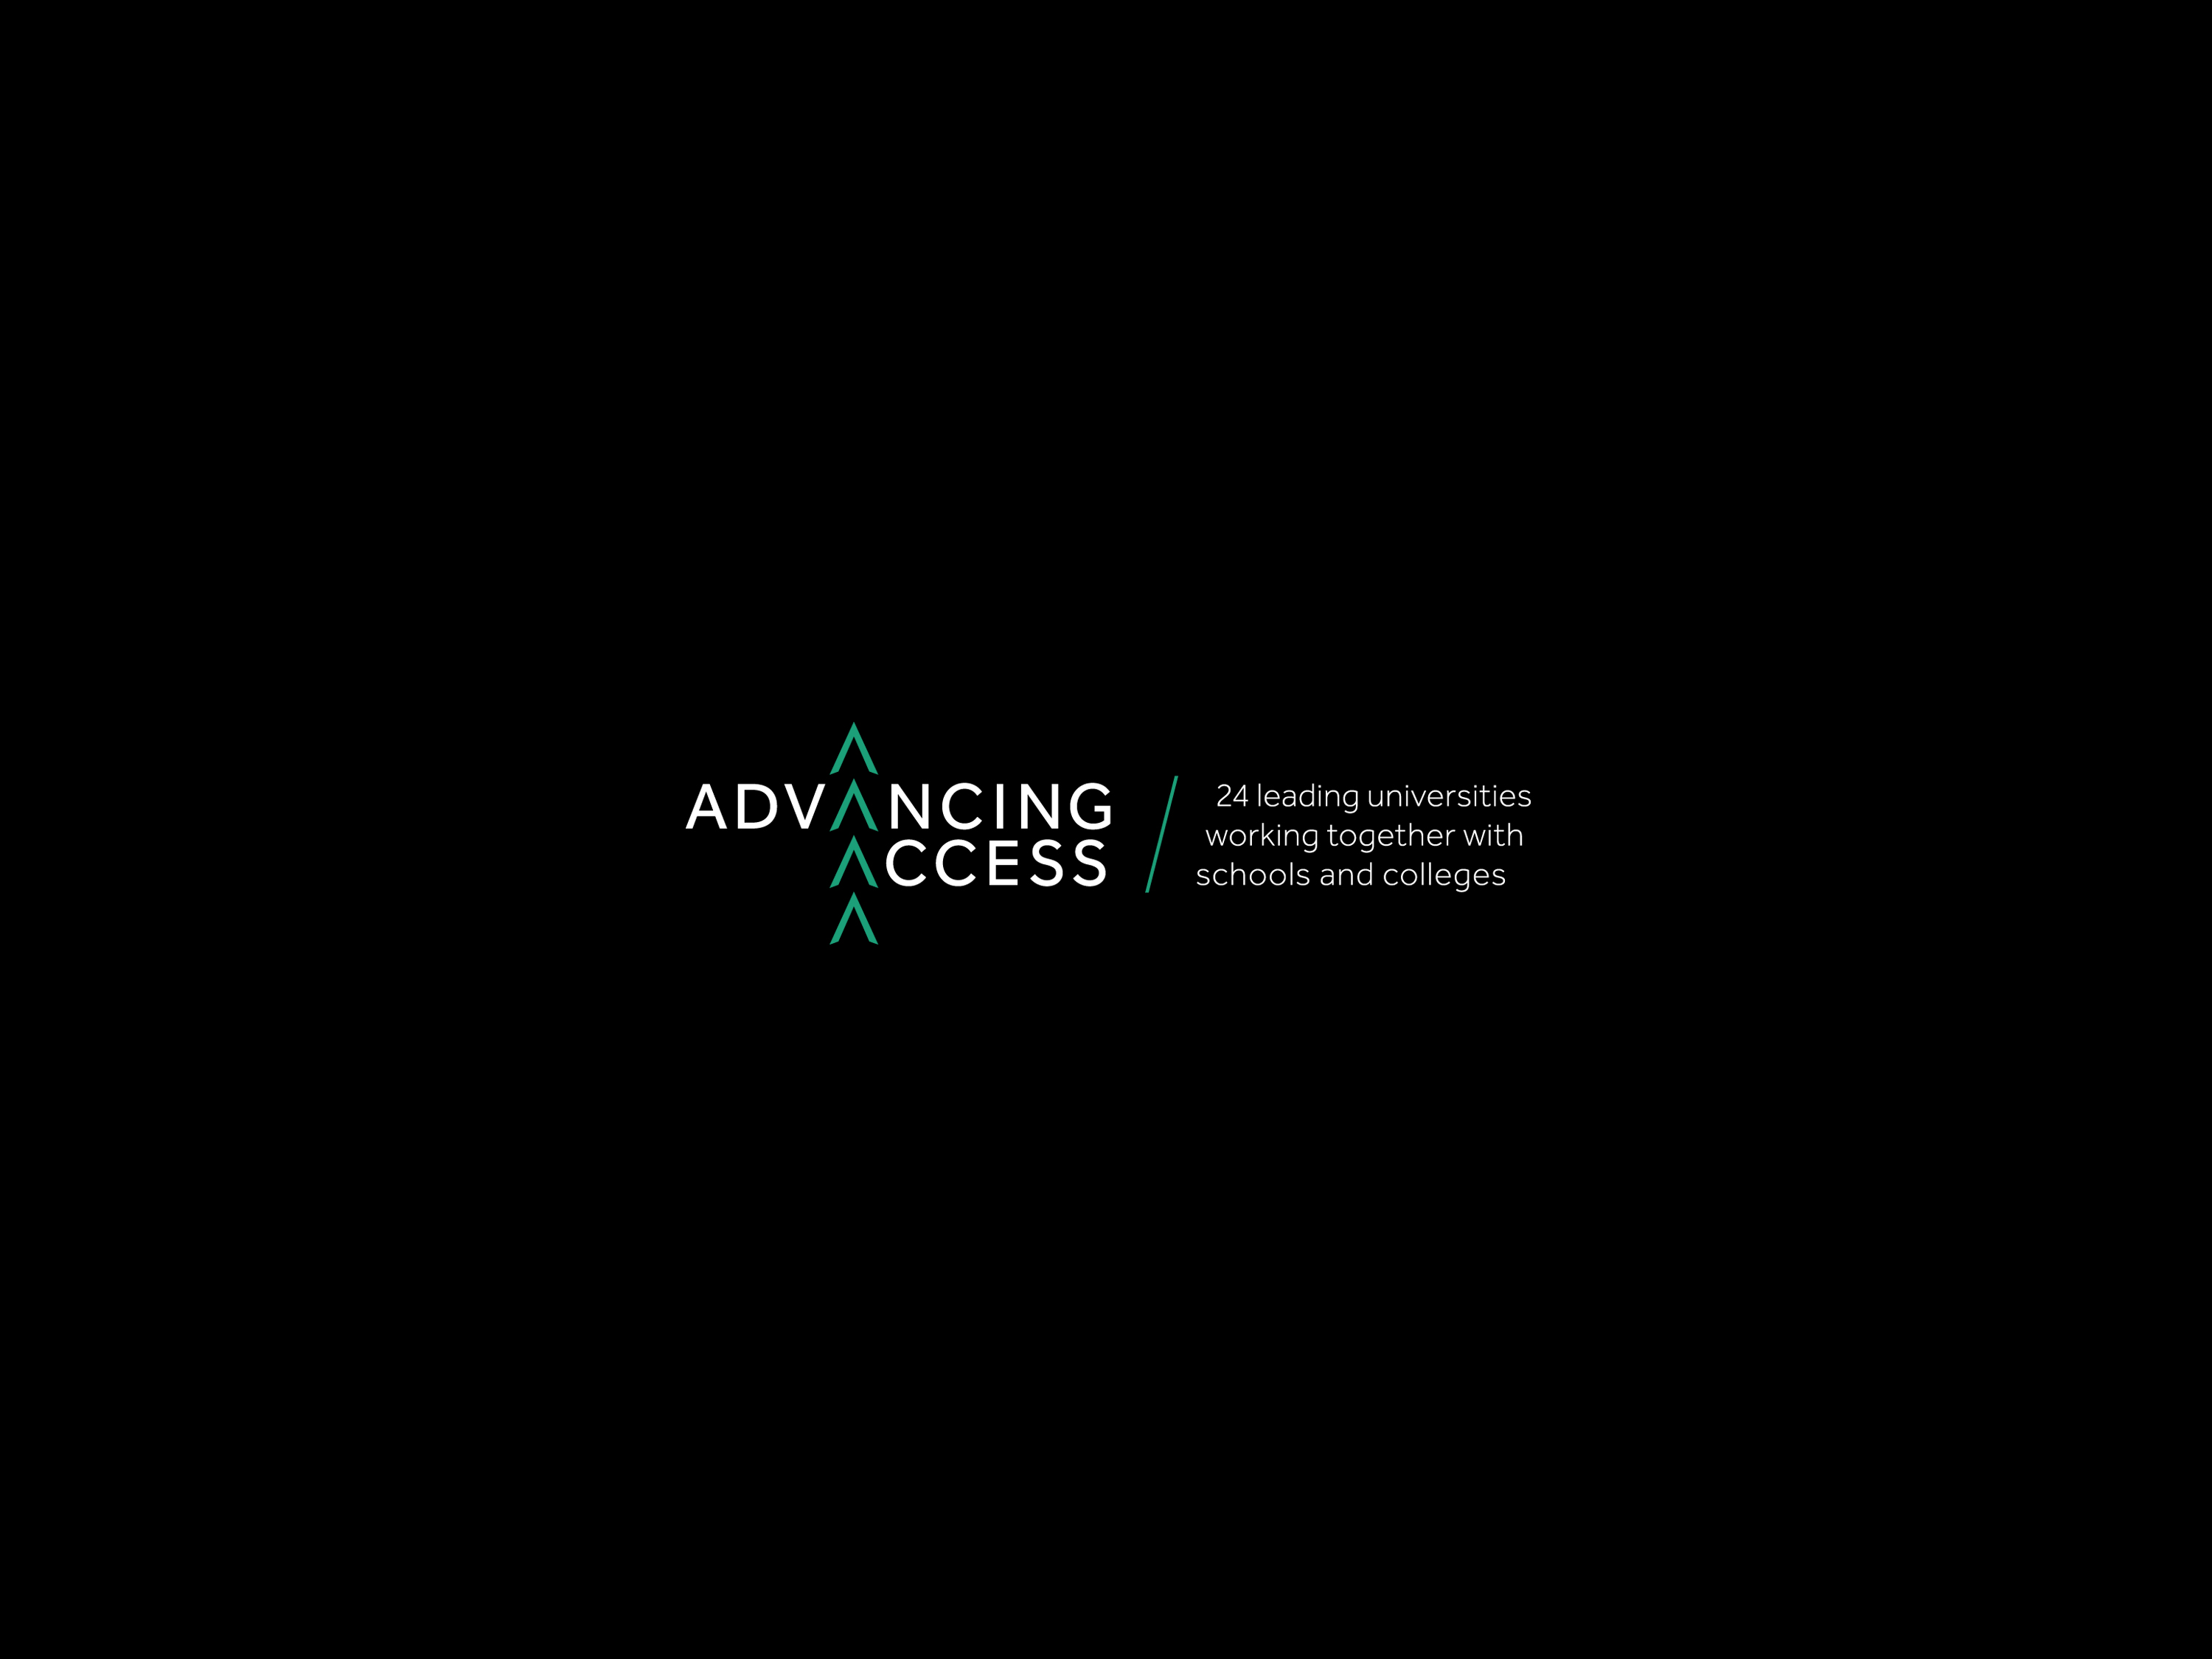 ADVANCING
ACCESS
24 leading universities
working together with
schools and colleges